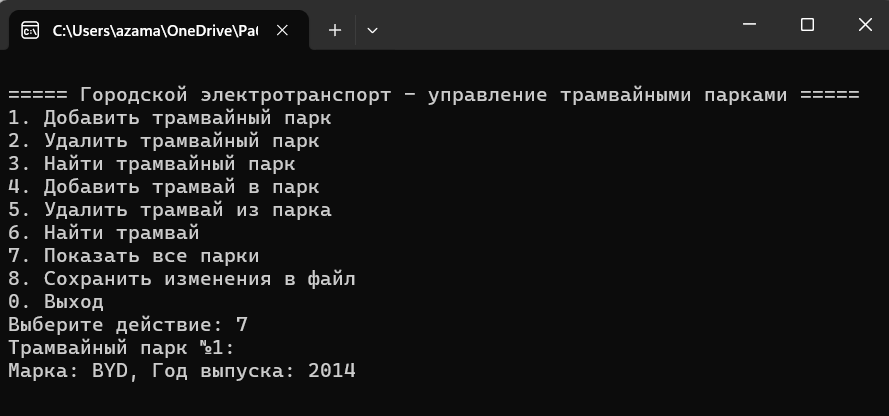 C:\Users\azama\OneDrive\Ра
===== Городской электротранспорт - управление трамвайными парками =====
1. Добавить трамвайный парк
2. Удалить трамвайный парк
3. Найти трамвайный парк
4. Добавить трамвай в парк
5. Удалить трамвай из парка
6. Найти трамвай
7. Показать все парки
8. Сохранить изменения в файл
0. Выход
Выберите действие: 7
Трамвайный парк №1:
Марка: BYD, Год выпуска: 2014